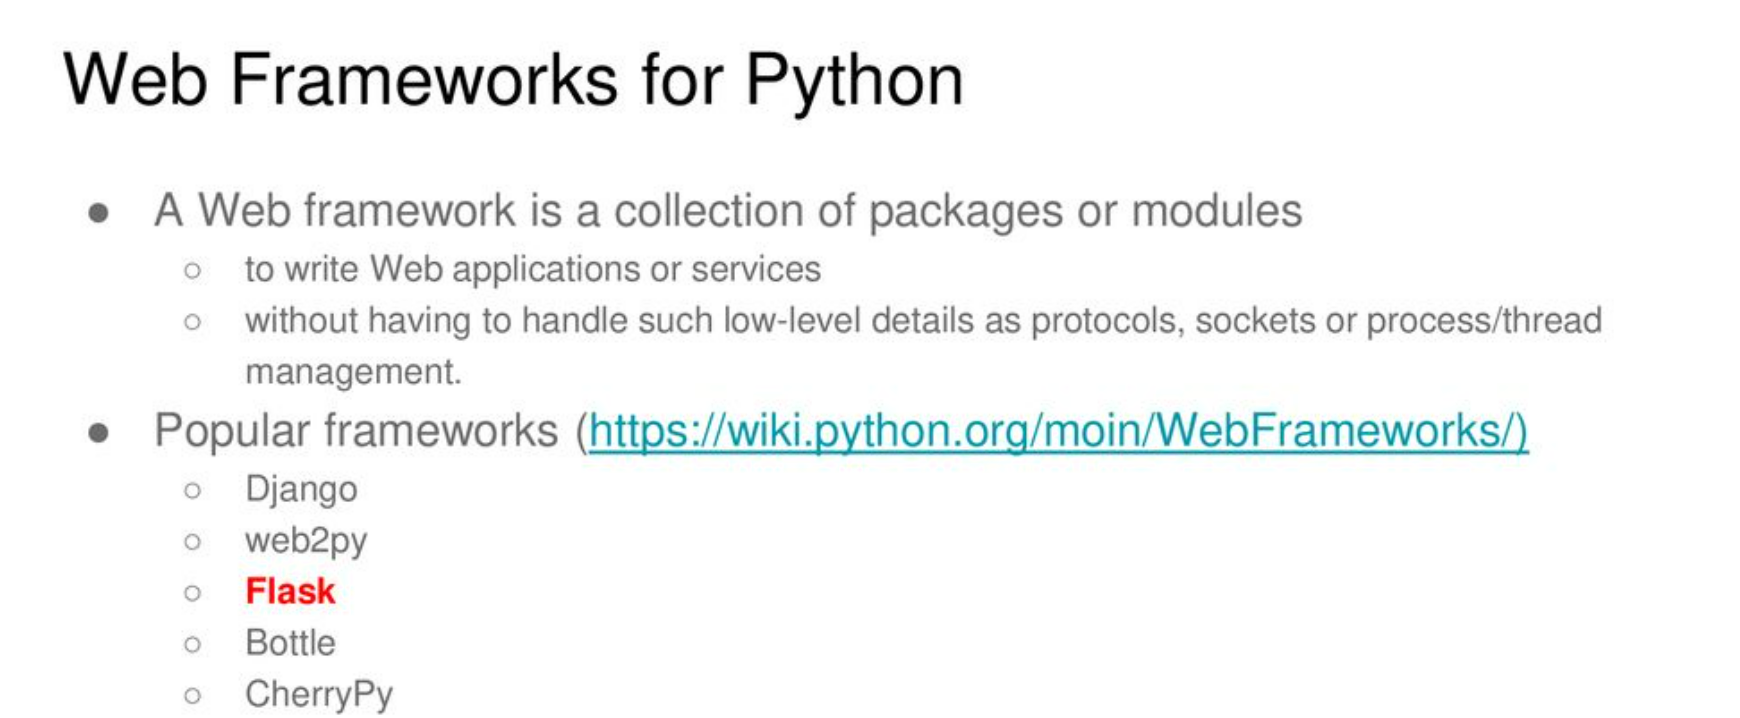 Web Frameworks for Python
● A Web framework is a collection of packages or modules
○ to write Web applications or services
○ without having to handle such low-level details as protocols, sockets or process/thread
management.
● Popular frameworks (https://wiki.python.org/moin/WebFrameworks/)
○ Django
○ web2py
○ Flask
○ Bottle
○ CherryPy